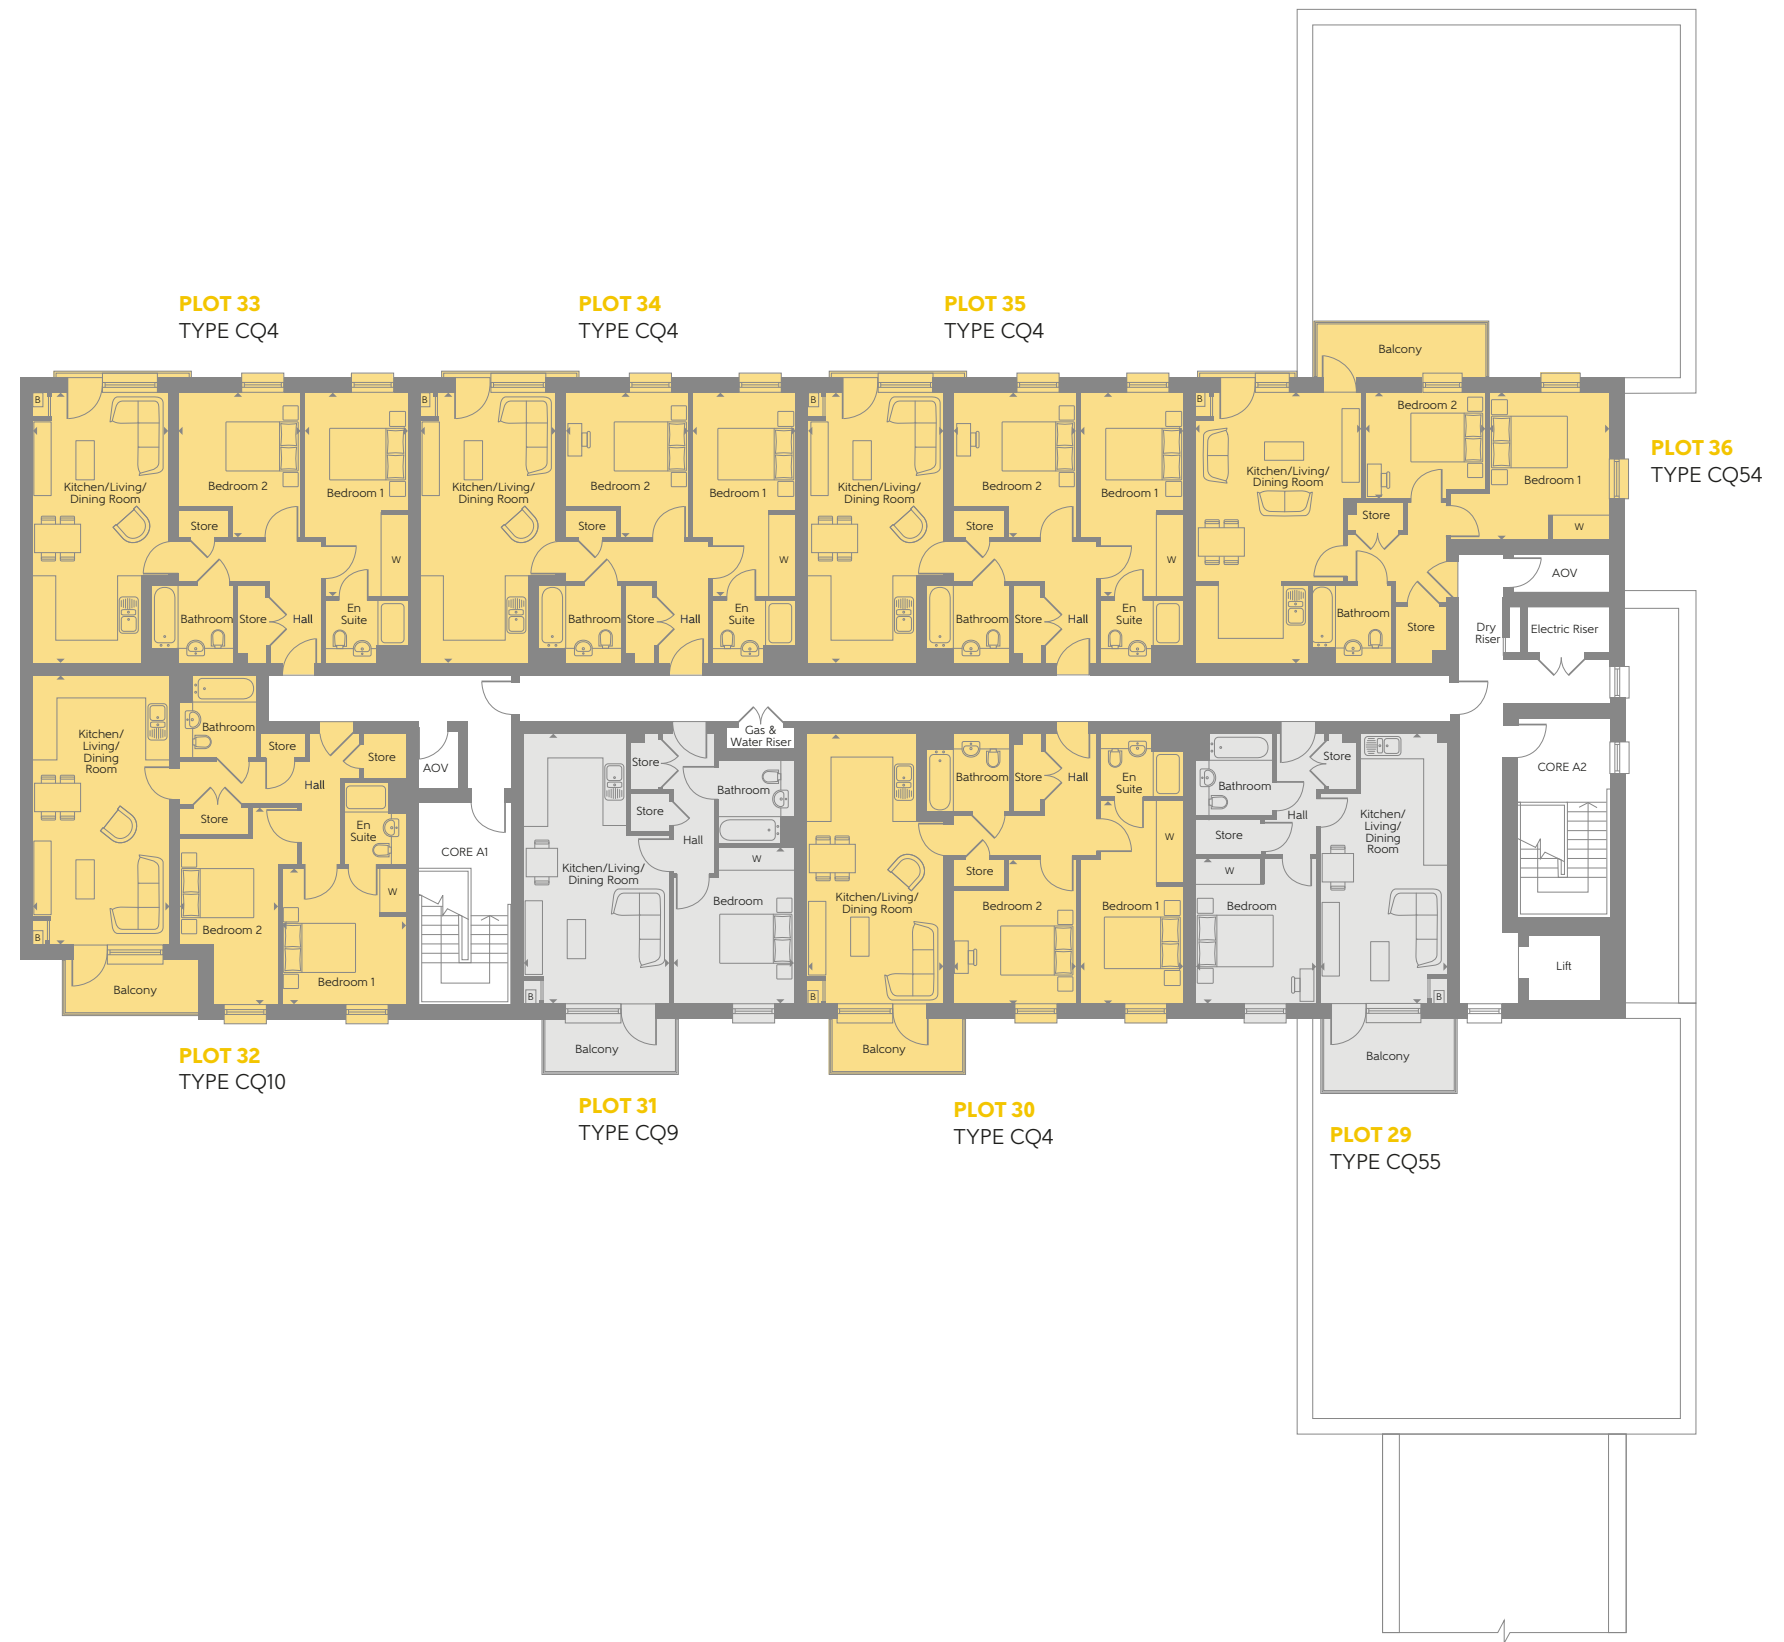 PLOT 33
TYPE CQ4
PLOT 34
TYPE CQ4
PLOT 35
TYPE CQ4
Balcony
PLOT 36
TYPE CQ54
B
Kitchen/Living/
Dining Room
Bedroom 2
Bedroom 1
Store
W
Bathroom
Store
Hall
En
Suite
B
Kitchen/Living/
Dining Room
Bedroom 2
Bedroom 1
Store
W
Bathroom
Store
Hall
En
Suite
B
Kitchen/Living/
Dining Room
Bedroom 2
Bedroom 1
Store
W
Bathroom
Store
Hall
En
Suite
B
Kitchen/Living/
Dining Room
Bedroom 2
Bedroom 1
Store
W
Bathroom
Store
AOV
Dry
Riser
Electric Riser
Kitchen/
Living/
Dining
Room
Bathroom
Store
Store
Hall
Store
En
Suite
W
Bedroom 2
Bedroom 1
B
Balcony
AOV
CORE A1
Gas &
Water Riser
Store
Store
Bathroom
Hall
W
Kitchen/Living/
Dining Room
Bedroom
B
Balcony
Bathroom
Store
Hall
En
Suite
W
Store
Kitchen/Living/
Dining Room
Bedroom 2
Bedroom 1
B
Balcony
Bathroom
Store
Hall
Store
W
Kitchen/
Living/
Dining
Room
Bedroom
B
Balcony
CORE A2
Lift
PLOT 32
TYPE CQ10
PLOT 31
TYPE CQ9
PLOT 30
TYPE CQ4
PLOT 29
TYPE CQ55